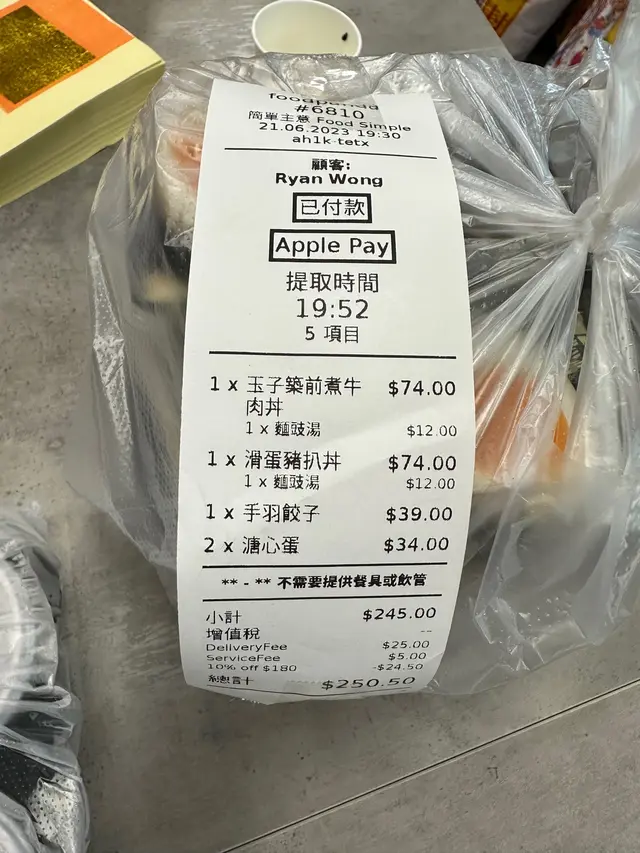 foodpanda
#6810
簡單主意 Food Simple
21.06.2023 19:30
ah1k-tetx
顧客:
Ryan Wong
已付款
Apple Pay
提取時間
19:52
5 項目
1 x 玉子築前煮牛肉丼 $74.00
1 x 麵豉湯 $12.00
1 x 滑蛋豬扒丼 $74.00
1 x 麵豉湯 $12.00
1 x 手羽餃子 $39.00
2 x 溏心蛋 $34.00
** - ** 不需要提供餐具或飲管
小計 $245.00
增值稅 --
DeliveryFee $25.00
ServiceFee $5.00
10% off $180 -$24.50
總計 $250.50